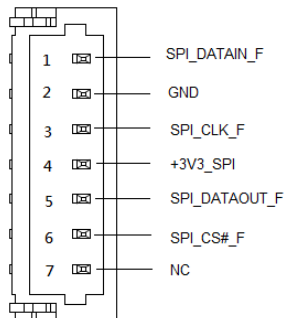 1 SPI_DATAIN_F
2 GND
3 SPI_CLK_F
4 +3V3_SPI
5 SPI_DATAOUT_F
6 SPI_CS#_F
7 NC